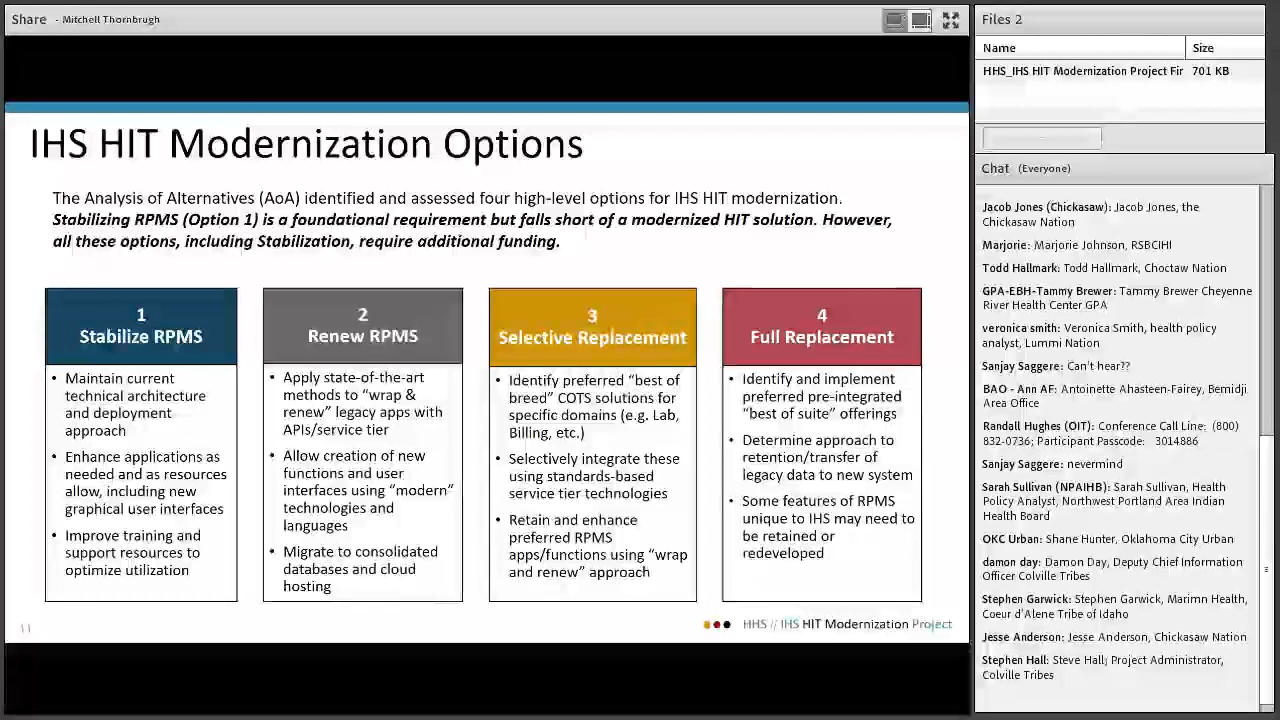 Share - Mitchell Thornbrugh
IHS HIT Modernization Options
The Analysis of Alternatives (AoA) identified and assessed four high-level options for IHS HIT modernization.
Stabilizing RPMS (Option 1) is a foundational requirement but falls short of a modernized HIT solution. However,
all these options, including Stabilization, require additional funding.
1
Stabilize RPMS
• Maintain current
technical architecture
and deployment
approach
• Enhance applications as
needed and as resources
allow, including new
graphical user interfaces
• Improve training and
support resources to
optimize utilization
2
Renew RPMS
• Apply state-of-the-art
methods to “wrap &
renew” legacy apps with
APIs/service tier
• Allow creation of new
functions and user
interfaces using “modern”
technologies and
languages
• Migrate to consolidated
databases and cloud
hosting
3
Selective Replacement
• Identify preferred “best of
breed” COTS solutions for
specific domains (e.g. Lab,
Billing, etc.)
• Selectively integrate these
using standards-based
service tier technologies
• Retain and enhance
preferred RPMS
apps/functions using “wrap
and renew” approach
4
Full Replacement
• Identify and implement
preferred pre-integrated
“best of suite” offerings
• Determine approach to
retention/transfer of
legacy data to new system
• Some features of RPMS
unique to IHS may need to
be retained or
redeveloped
11
HHS // IHS HIT Modernization Project
Files 2
Name Size
HHS_IHS HIT Modernization Project Fir 701 KB
Chat (Everyone)
Jacob Jones (Chickasaw): Jacob Jones, the
Chickasaw Nation
Marjorie: Marjorie Johnson, RSBCIHI
Todd Hallmark: Todd Hallmark, Choctaw Nation
GPA-EBH-Tammy Brewer: Tammy Brewer Cheyenne
River Health Center GPA
veronica smith: Veronica Smith, health policy
analyst, Lummi Nation
Sanjay Saggere: Can't hear??
BAO - Ann AF: Antoinette Ahasteen-Fairey, Bemidji
Area Office
Randall Hughes (OIT): Conference Call Line: (800)
832-0736; Participant Passcode: 3014886
Sanjay Saggere: nevermind
Sarah Sullivan (NPAIHB): Sarah Sullivan, Health
Policy Analyst, Northwest Portland Area Indian
Health Board
OKC Urban: Shane Hunter, Oklahoma City Urban
damon day: Damon Day, Deputy Chief Information
Officer Colville Tribes
Stephen Garwick: Stephen Garwick, Marimn Health,
Coeur d'Alene Tribe of Idaho
Jesse Anderson: Jesse Anderson, Chickasaw Nation
Stephen Hall: Steve Hall; Project Administrator,
Colville Tribes